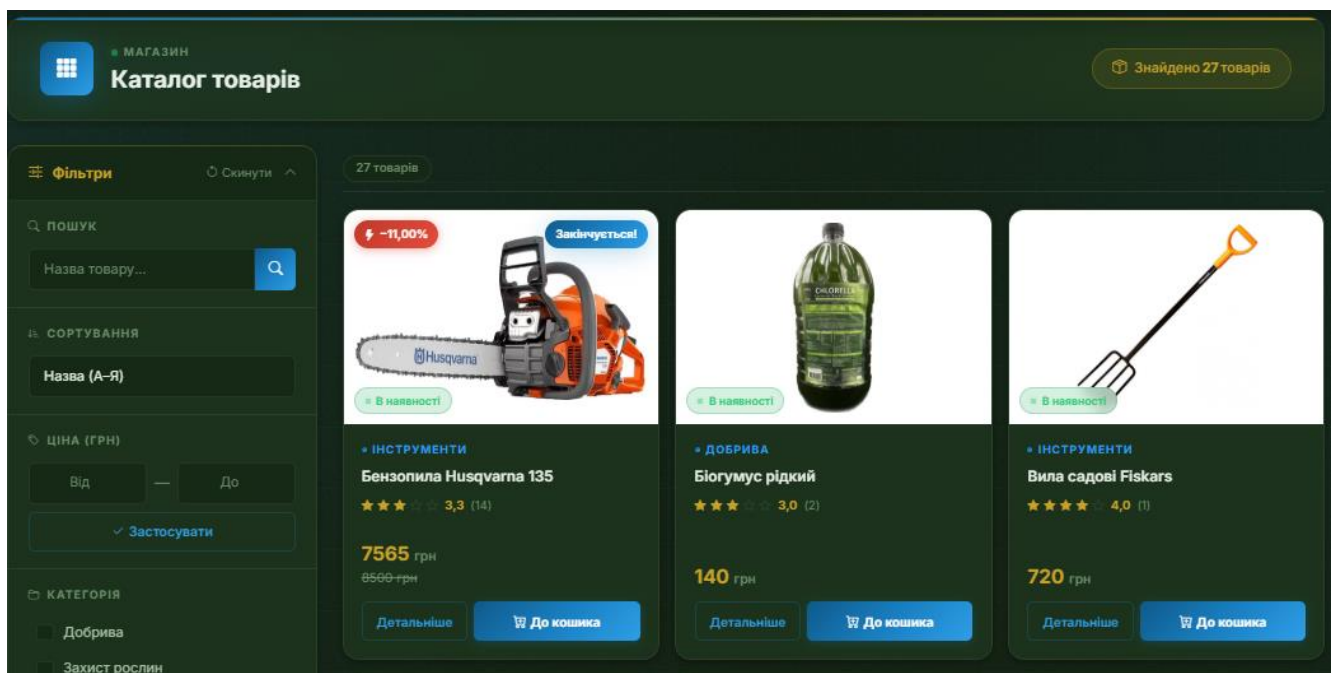 МАГАЗИН
Каталог товарів
Знайдено 27 товарів
Фільтри
Скинути
ПОШУК
Назва товару...
СОРТУВАННЯ
Назва (А–Я)
ЦІНА (ГРН)
Від — До
Застосувати
КАТЕГОРІЯ
Добрива
Захист рослин
27 товарів
−11,00%
Закінчується!
Husqvarna
В наявності
ІНСТРУМЕНТИ
Бензопила Husqvarna 135
3,3 (14)
7565 грн
8500 грн
Детальніше
До кошика
CHLORELLA
В наявності
ДОБРИВА
Біогумус рідкий
3,0 (2)
140 грн
Детальніше
До кошика
В наявності
ІНСТРУМЕНТИ
Вила садові Fiskars
4,0 (1)
720 грн
Детальніше
До кошика